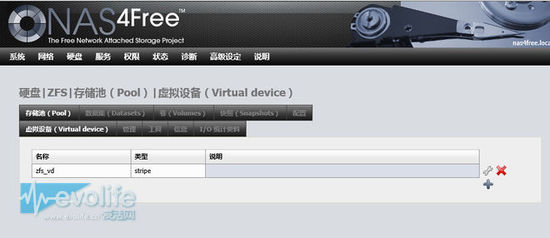 NAS4Free™
The Free Network Attached Storage Project
nas4free.loca
系统 网络 硬盘 服务 权限 状态 诊断 高级设定 说明
硬盘|ZFS|存储池（Pool）|虚拟设备（Virtual device）
存储池（Pool） 数据集（Datasets） 卷（Volumes） 快照（Snapshots） 配置
虚拟设备（Virtual device） 管理 工具 信息 I/O 统计资料
名称 类型 说明
zfs_vd stripe
evolife
www.evolife.cn